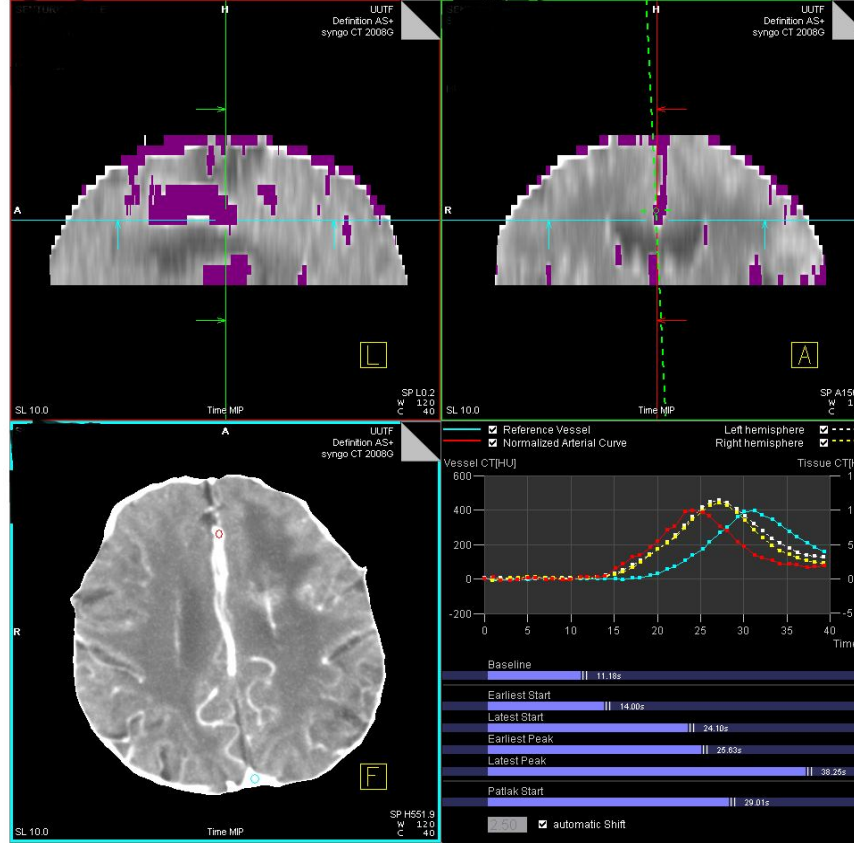 H
UUTF
Definition AS+
syngo CT 2008G
A
L
SP L0.2
W 120
C 40
SL 10.0
Time MIP
H
UUTF
Definition AS+
syngo CT 2008G
R
A
SP A150
W 1
C
SL 10.0
Time MIP
A
UUTF
Definition AS+
syngo CT 2008G
R
F
SP H551.9
W 120
C 40
SL 10.0
Time MIP
Reference Vessel
Left hemisphere
Normalized Arterial Curve
Right hemisphere
Vessel CT[HU]
Tissue CT[H
600
400
200
0
-200
0 5 10 15 20 25 30 35 40
Time
Baseline
11.18s
Earliest Start
14.00s
Latest Start
24.10s
Earliest Peak
25.63s
Latest Peak
38.25s
Patlak Start
29.01s
2.50
automatic Shift